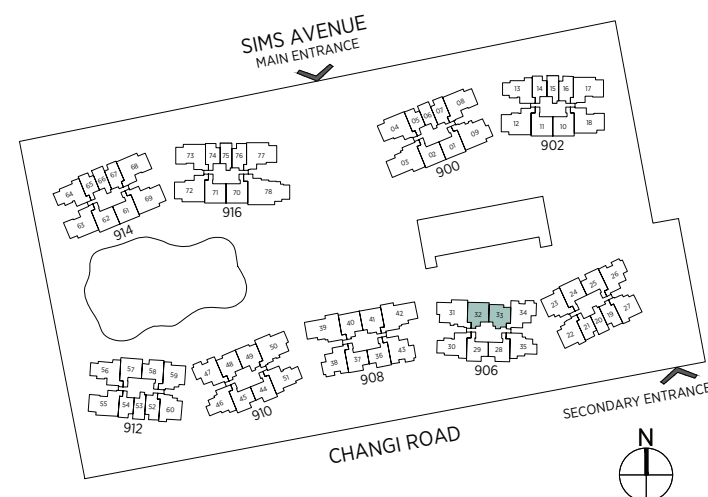 SIMS AVENUE
MAIN ENTRANCE
13 14 15 16 17
12 11 10 18
902
04 05 06 07 08
03 02 01 09
900
73 74 75 76 77
72 71 70 78
916
64 65 66 67 68
63 62 61 69
914
23 24 25 26
22 21 20 19 27
31 32 33 34
30 29 28 35
906
39 40 41 42
38 37 36 43
908
47 48 49 50
46 45 44 51
910
56 57 58 59
55 54 53 52 60
912
SECONDARY ENTRANCE
CHANGI ROAD
N